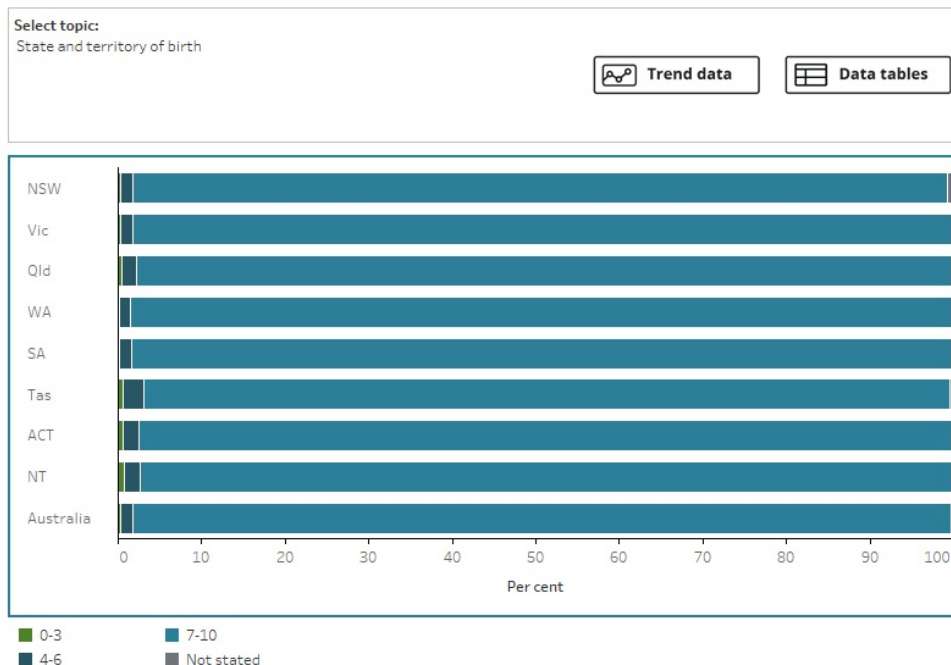 Select topic:
State and territory of birth
Trend data
Data tables
NSW
Vic
Qld
WA
SA
Tas
ACT
NT
Australia
0 10 20 30 40 50 60 70 80 90 100
Per cent
0-3
7-10
4-6
Not stated